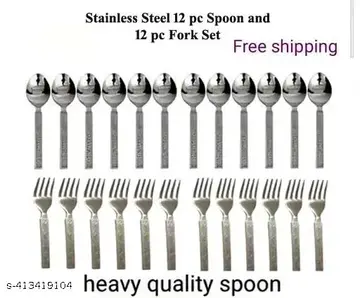 Stainless Steel 12 pc Spoon and
12 pc Fork Set
Free shipping
s-413419104
heavy quality spoon